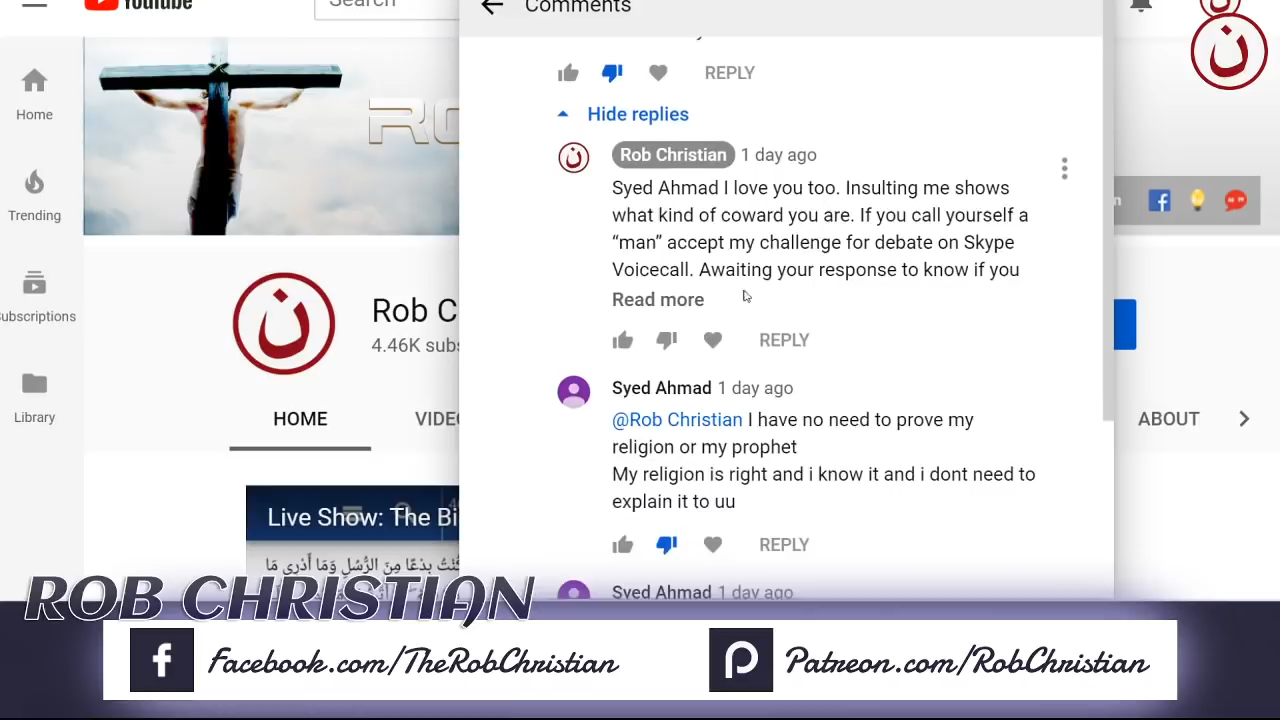 YouTube
Search
Comments
ن
REPLY
Home
Hide replies
Rob Christian 1 day ago
Trending
Syed Ahmad I love you too. Insulting me shows
what kind of coward you are. If you call yourself a
“man” accept my challenge for debate on Skype
Voicecall. Awaiting your response to know if you
Read more
ن
Rob C
4.46K subs
Subscriptions
REPLY
Library
Syed Ahmad 1 day ago
HOME
VIDE
ABOUT
@Rob Christian I have no need to prove my
religion or my prophet
My religion is right and i know it and i dont need to
explain it to uu
Live Show: The Bi
REPLY
كُنْتُ بِدْعًا مِنَ الرُّسُلِ وَمَا أَدْرِي مَا
Syed Ahmad 1 day ago
ROB CHRISTIAN
Facebook.com/TheRobChristian
Patreon.com/RobChristian